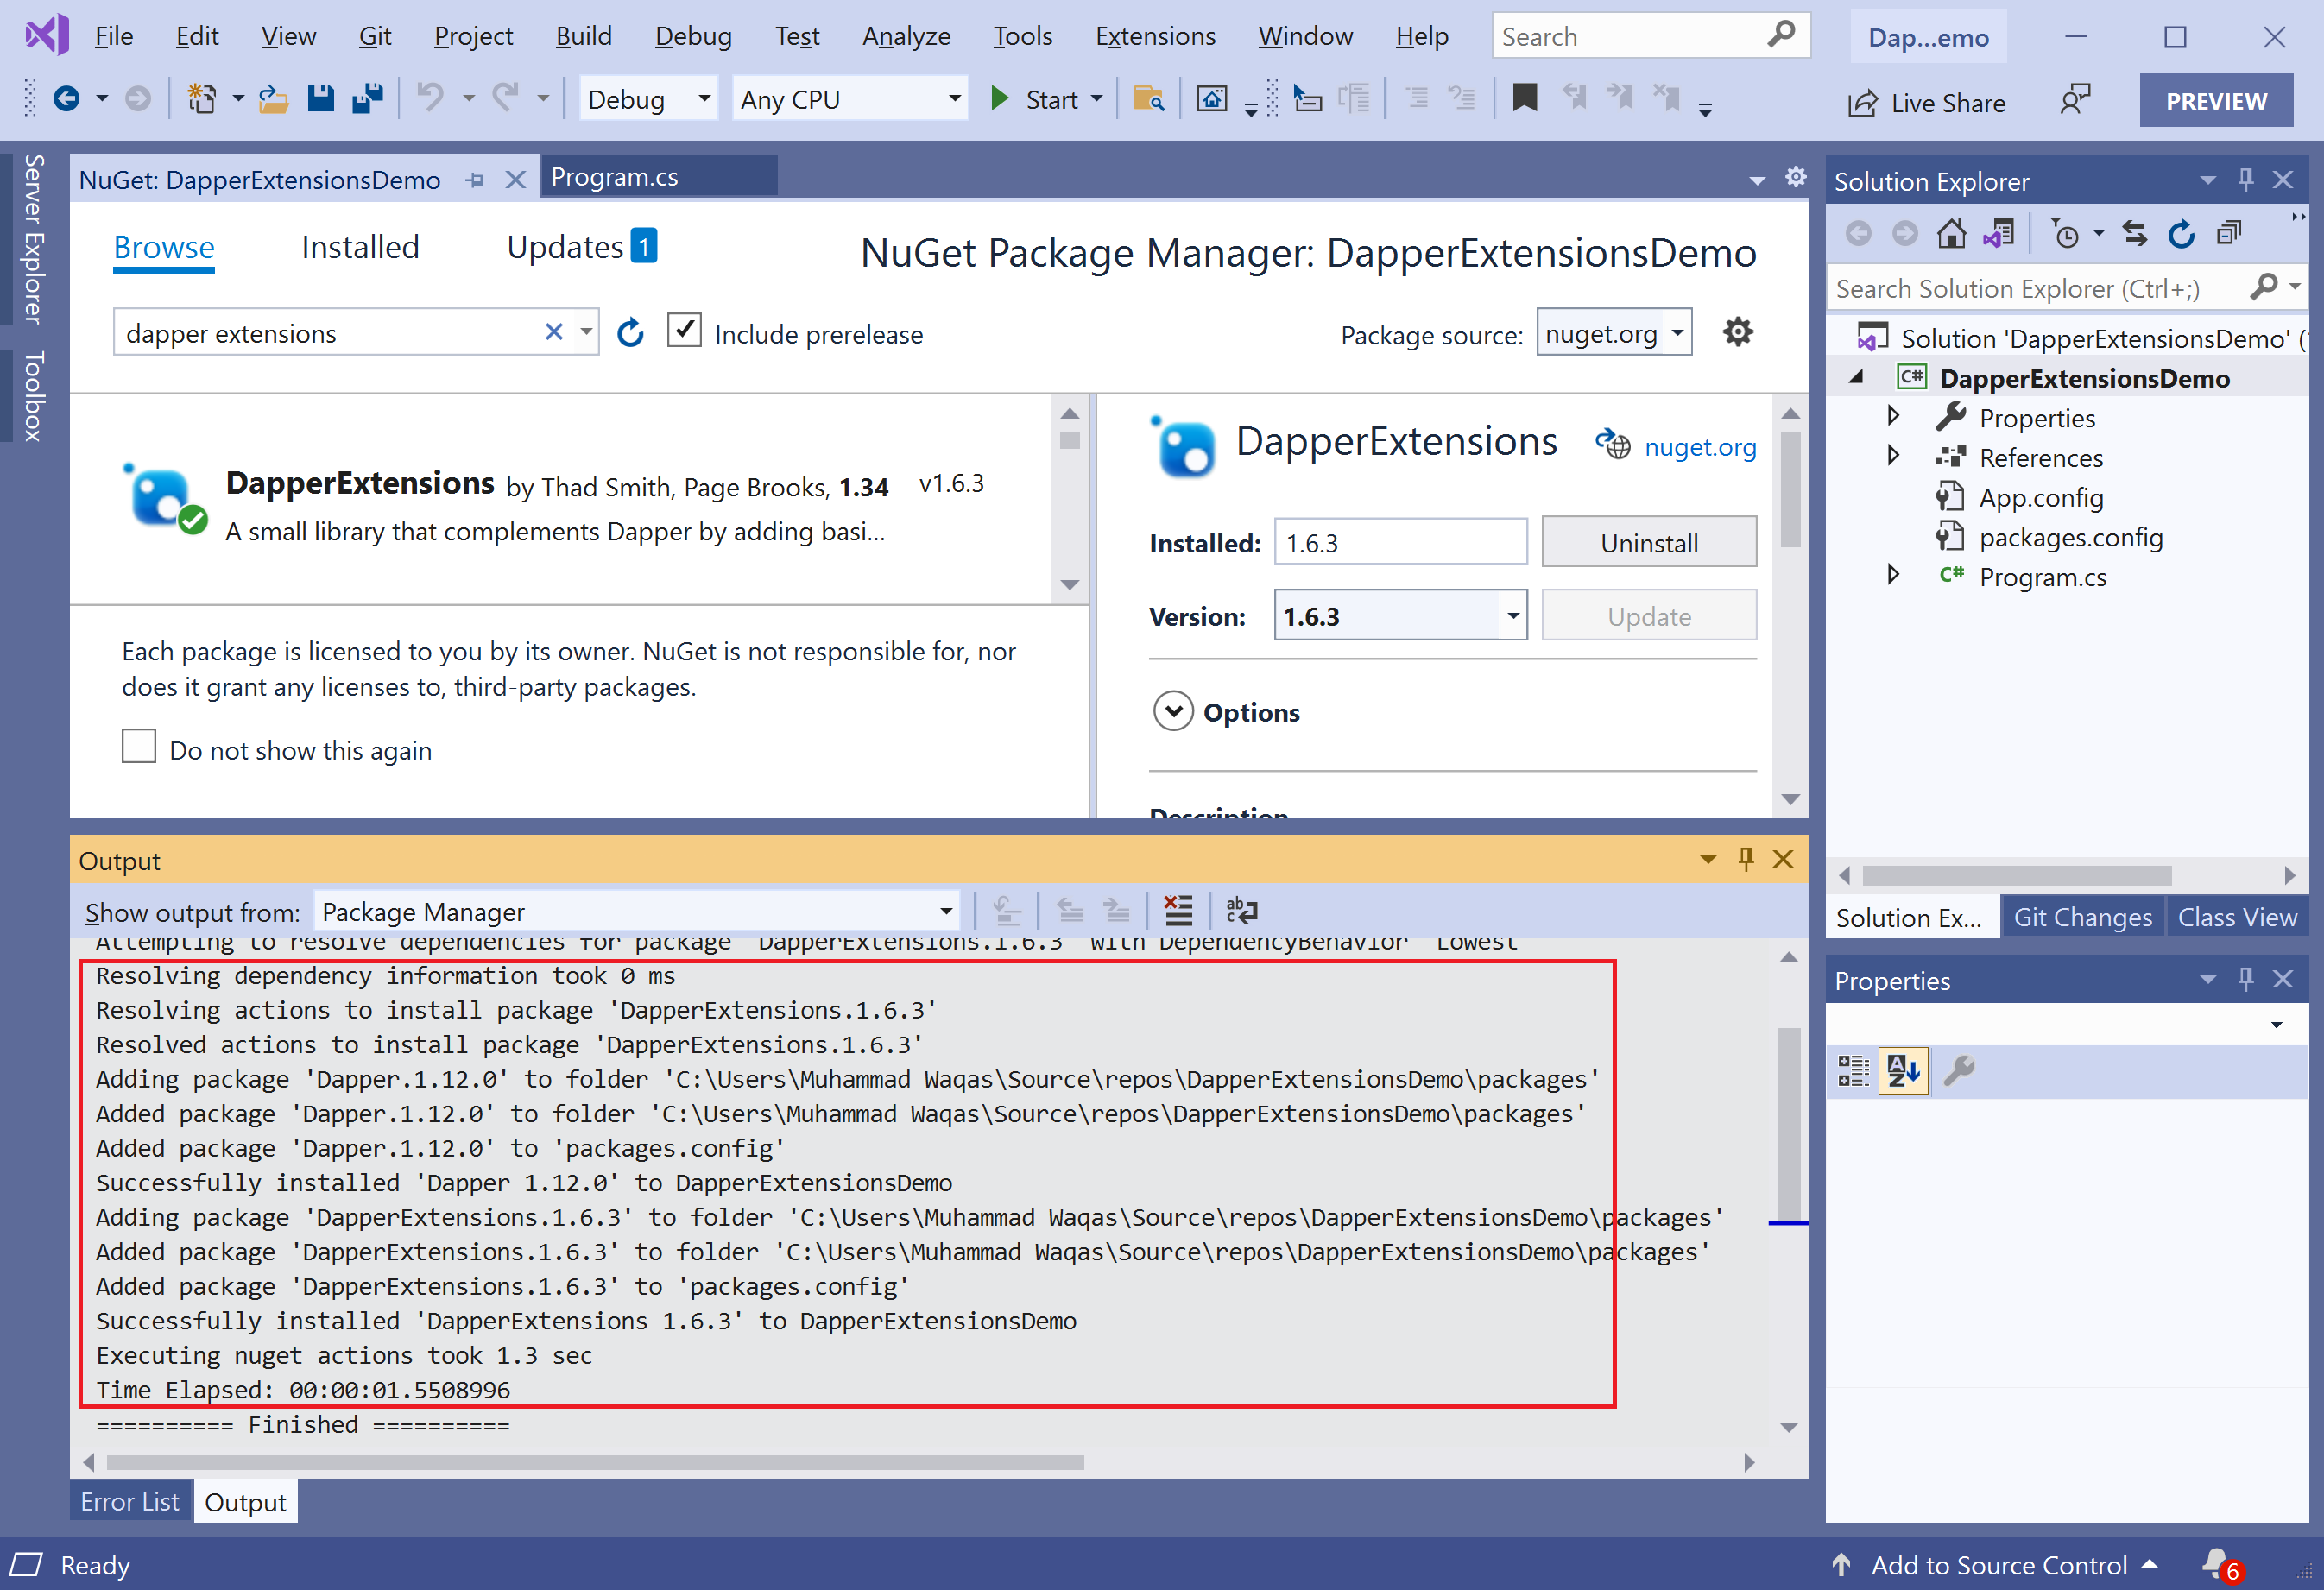 File Edit View Git Project Build Debug Test Analyze Tools Extensions Window Help Search Dap...emo
Debug Any CPU Start Live Share PREVIEW
Server Explorer
Toolbox
NuGet: DapperExtensionsDemo Program.cs
Browse Installed Updates 1 NuGet Package Manager: DapperExtensionsDemo
dapper extensions Include prerelease Package source: nuget.org
DapperExtensions by Thad Smith, Page Brooks, 1.34 v1.6.3
A small library that complements Dapper by adding basi...
Each package is licensed to you by its owner. NuGet is not responsible for, nor
does it grant any licenses to, third-party packages.
Do not show this again
DapperExtensions nuget.org
Installed: 1.6.3 Uninstall
Version: 1.6.3 Update
Options
Description
Output
Show output from: Package Manager
Attempting to resolve dependencies for package 'DapperExtensions.1.6.3' with DependencyBehavior 'Lowest'
Resolving dependency information took 0 ms
Resolving actions to install package 'DapperExtensions.1.6.3'
Resolved actions to install package 'DapperExtensions.1.6.3'
Adding package 'Dapper.1.12.0' to folder 'C:\Users\Muhammad Waqas\Source\repos\DapperExtensionsDemo\packages'
Added package 'Dapper.1.12.0' to folder 'C:\Users\Muhammad Waqas\Source\repos\DapperExtensionsDemo\packages'
Added package 'Dapper.1.12.0' to 'packages.config'
Successfully installed 'Dapper 1.12.0' to DapperExtensionsDemo
Adding package 'DapperExtensions.1.6.3' to folder 'C:\Users\Muhammad Waqas\Source\repos\DapperExtensionsDemo\packages'
Added package 'DapperExtensions.1.6.3' to folder 'C:\Users\Muhammad Waqas\Source\repos\DapperExtensionsDemo\packages'
Added package 'DapperExtensions.1.6.3' to 'packages.config'
Successfully installed 'DapperExtensions 1.6.3' to DapperExtensionsDemo
Executing nuget actions took 1.3 sec
Time Elapsed: 00:00:01.5508996
========== Finished ==========
Error List Output
Solution Explorer
Search Solution Explorer (Ctrl+;)
Solution 'DapperExtensionsDemo' (
C# DapperExtensionsDemo
Properties
References
App.config
packages.config
C# Program.cs
Solution Ex... Git Changes Class View
Properties
Ready Add to Source Control 6